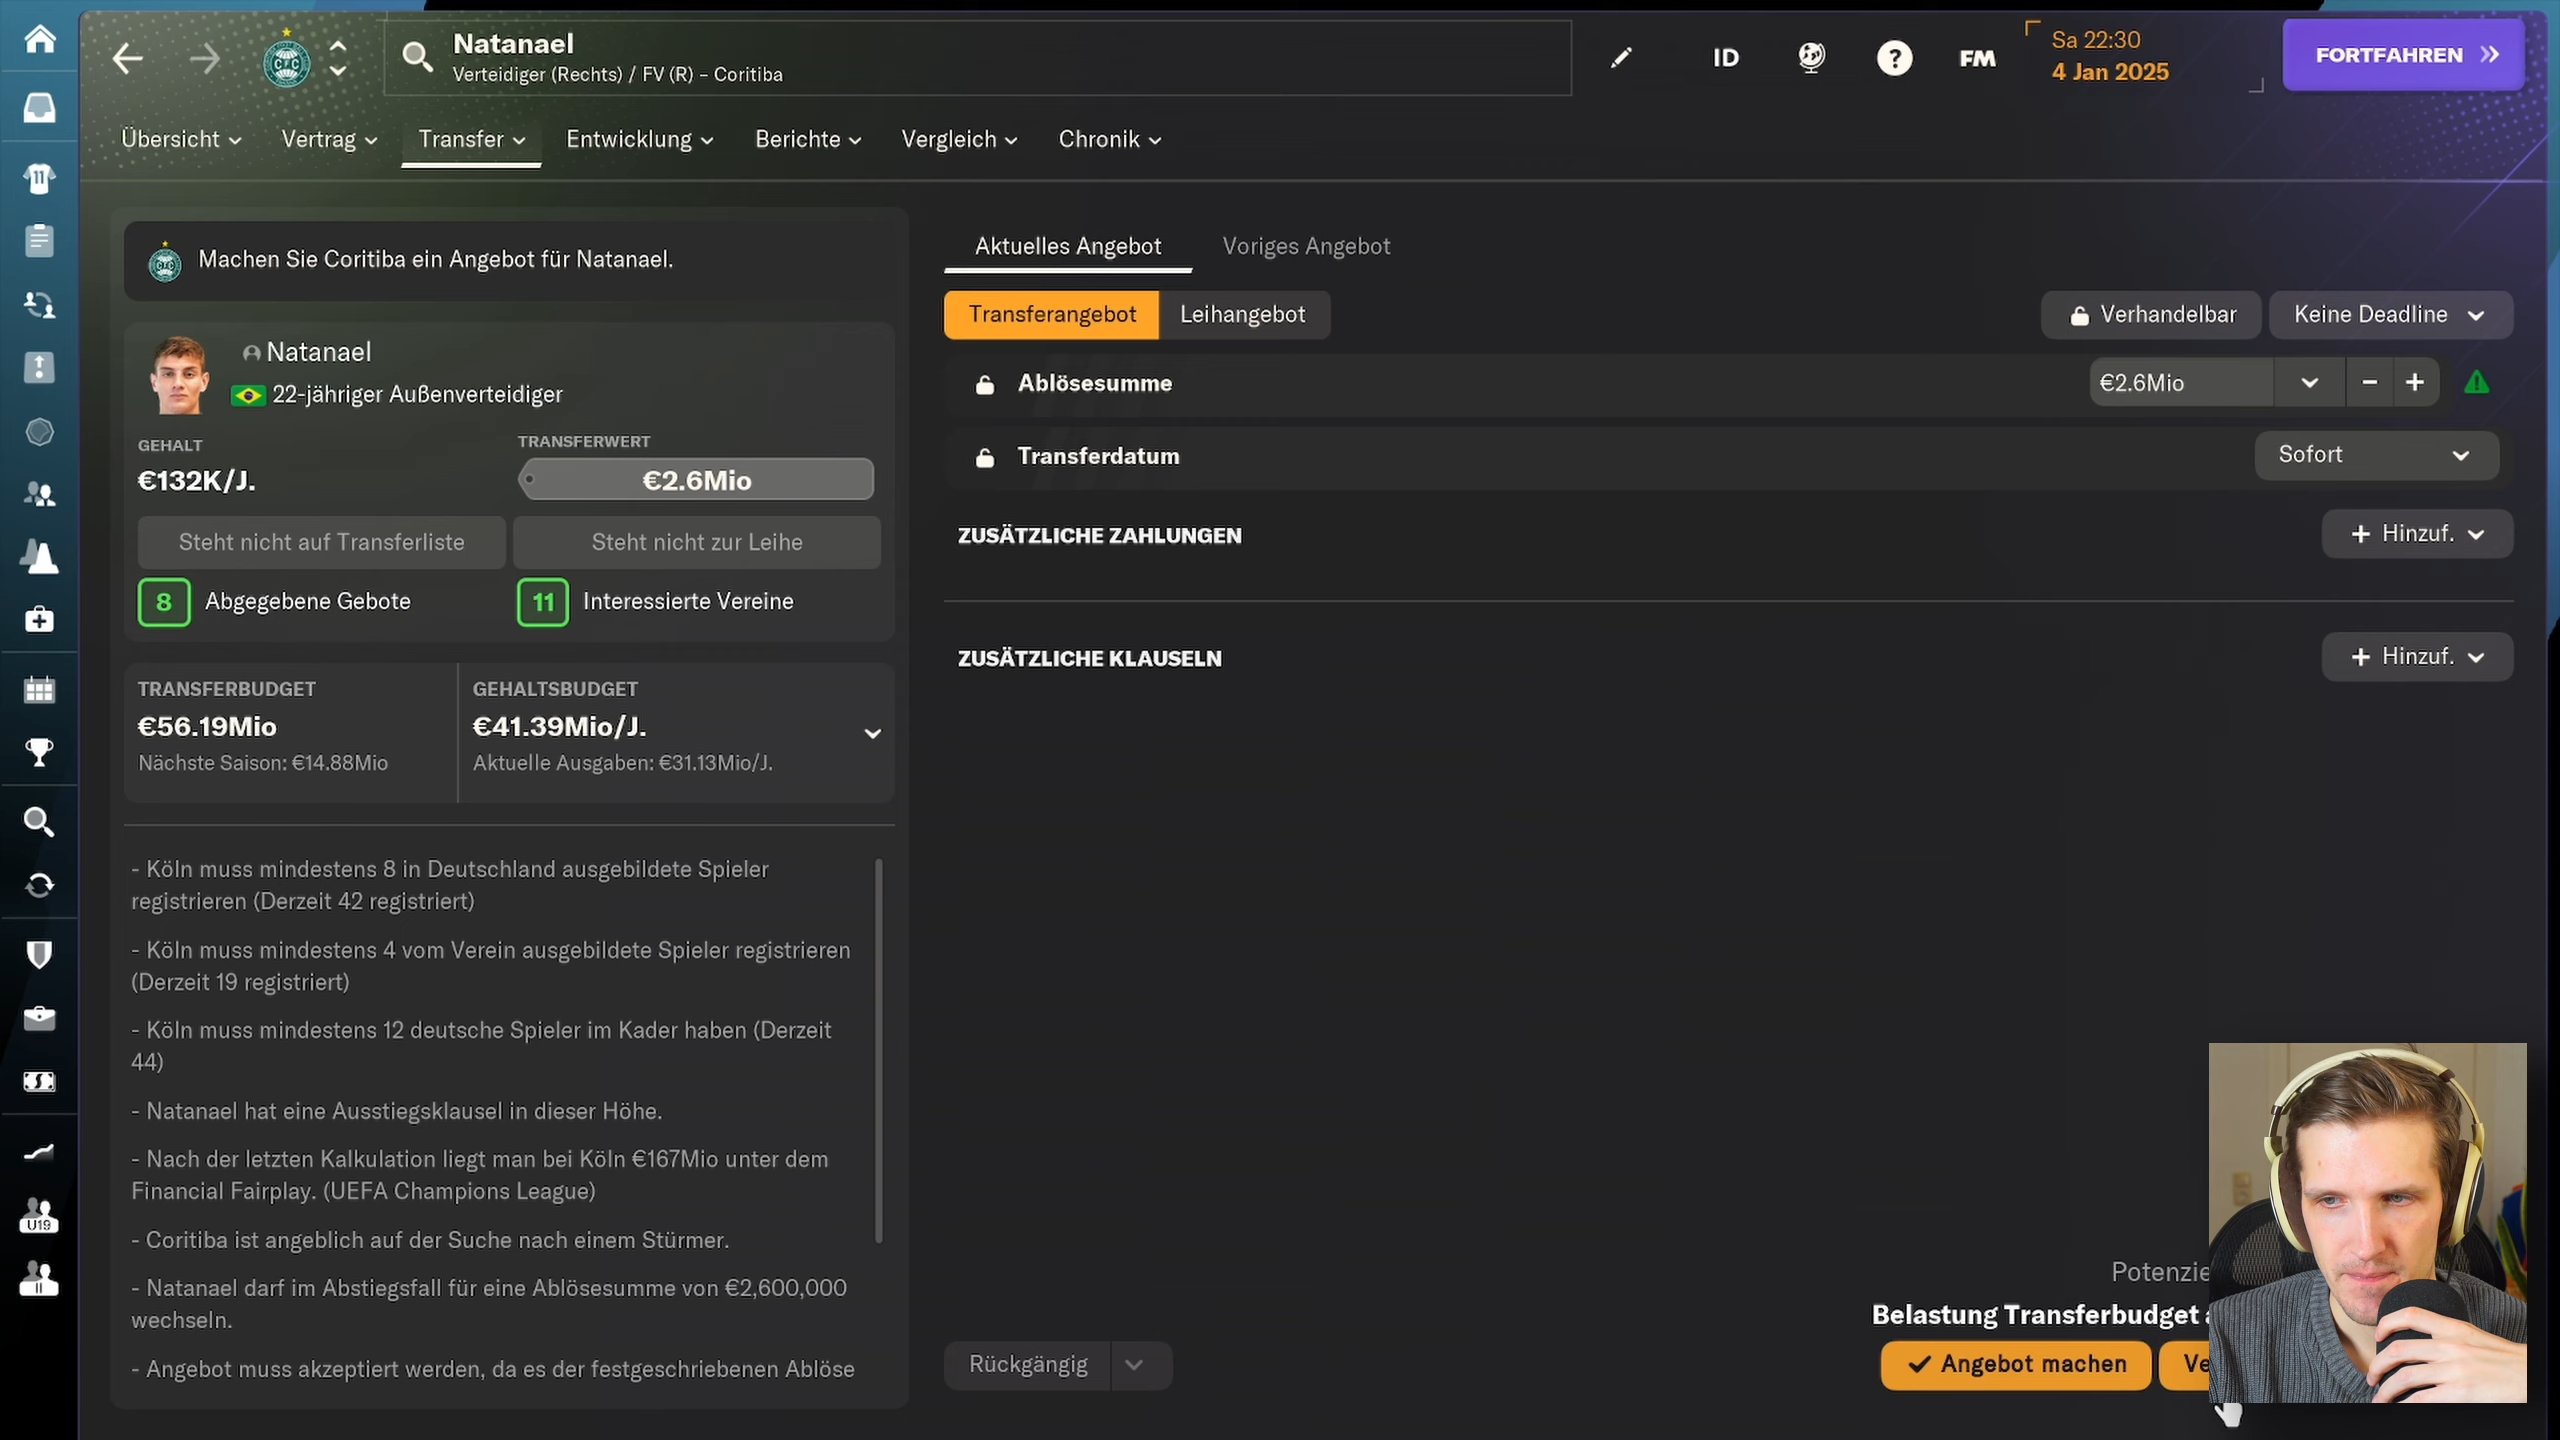 Natanael
Verteidiger (Rechts) / FV (R) – Coritiba
ID
FM
Sa 22:30
4 Jan 2025
FORTFAHREN
Übersicht
Vertrag
Transfer
Entwicklung
Berichte
Vergleich
Chronik
Machen Sie Coritiba ein Angebot für Natanael.
Natanael
22-jähriger Außenverteidiger
GEHALT
€132K/J.
TRANSFERWERT
€2.6Mio
Steht nicht auf Transferliste
Steht nicht zur Leihe
8 Abgegebene Gebote
11 Interessierte Vereine
TRANSFERBUDGET
€56.19Mio
Nächste Saison: €14.88Mio
GEHALTSBUDGET
€41.39Mio/J.
Aktuelle Ausgaben: €31.13Mio/J.
- Köln muss mindestens 8 in Deutschland ausgebildete Spieler
registrieren (Derzeit 42 registriert)
- Köln muss mindestens 4 vom Verein ausgebildete Spieler registrieren
(Derzeit 19 registriert)
- Köln muss mindestens 12 deutsche Spieler im Kader haben (Derzeit
44)
- Natanael hat eine Ausstiegsklausel in dieser Höhe.
- Nach der letzten Kalkulation liegt man bei Köln €167Mio unter dem
Financial Fairplay. (UEFA Champions League)
- Coritiba ist angeblich auf der Suche nach einem Stürmer.
- Natanael darf im Abstiegsfall für eine Ablösesumme von €2,600,000
wechseln.
- Angebot muss akzeptiert werden, da es der festgeschriebenen Ablöse
Aktuelles Angebot
Voriges Angebot
Transferangebot
Leihangebot
Verhandelbar
Keine Deadline
Ablösesumme
€2.6Mio
Transferdatum
Sofort
ZUSÄTZLICHE ZAHLUNGEN
+ Hinzuf.
ZUSÄTZLICHE KLAUSELN
+ Hinzuf.
Potenzie
Belastung Transferbudget
Rückgängig
Angebot machen
Ve
11
U19
II